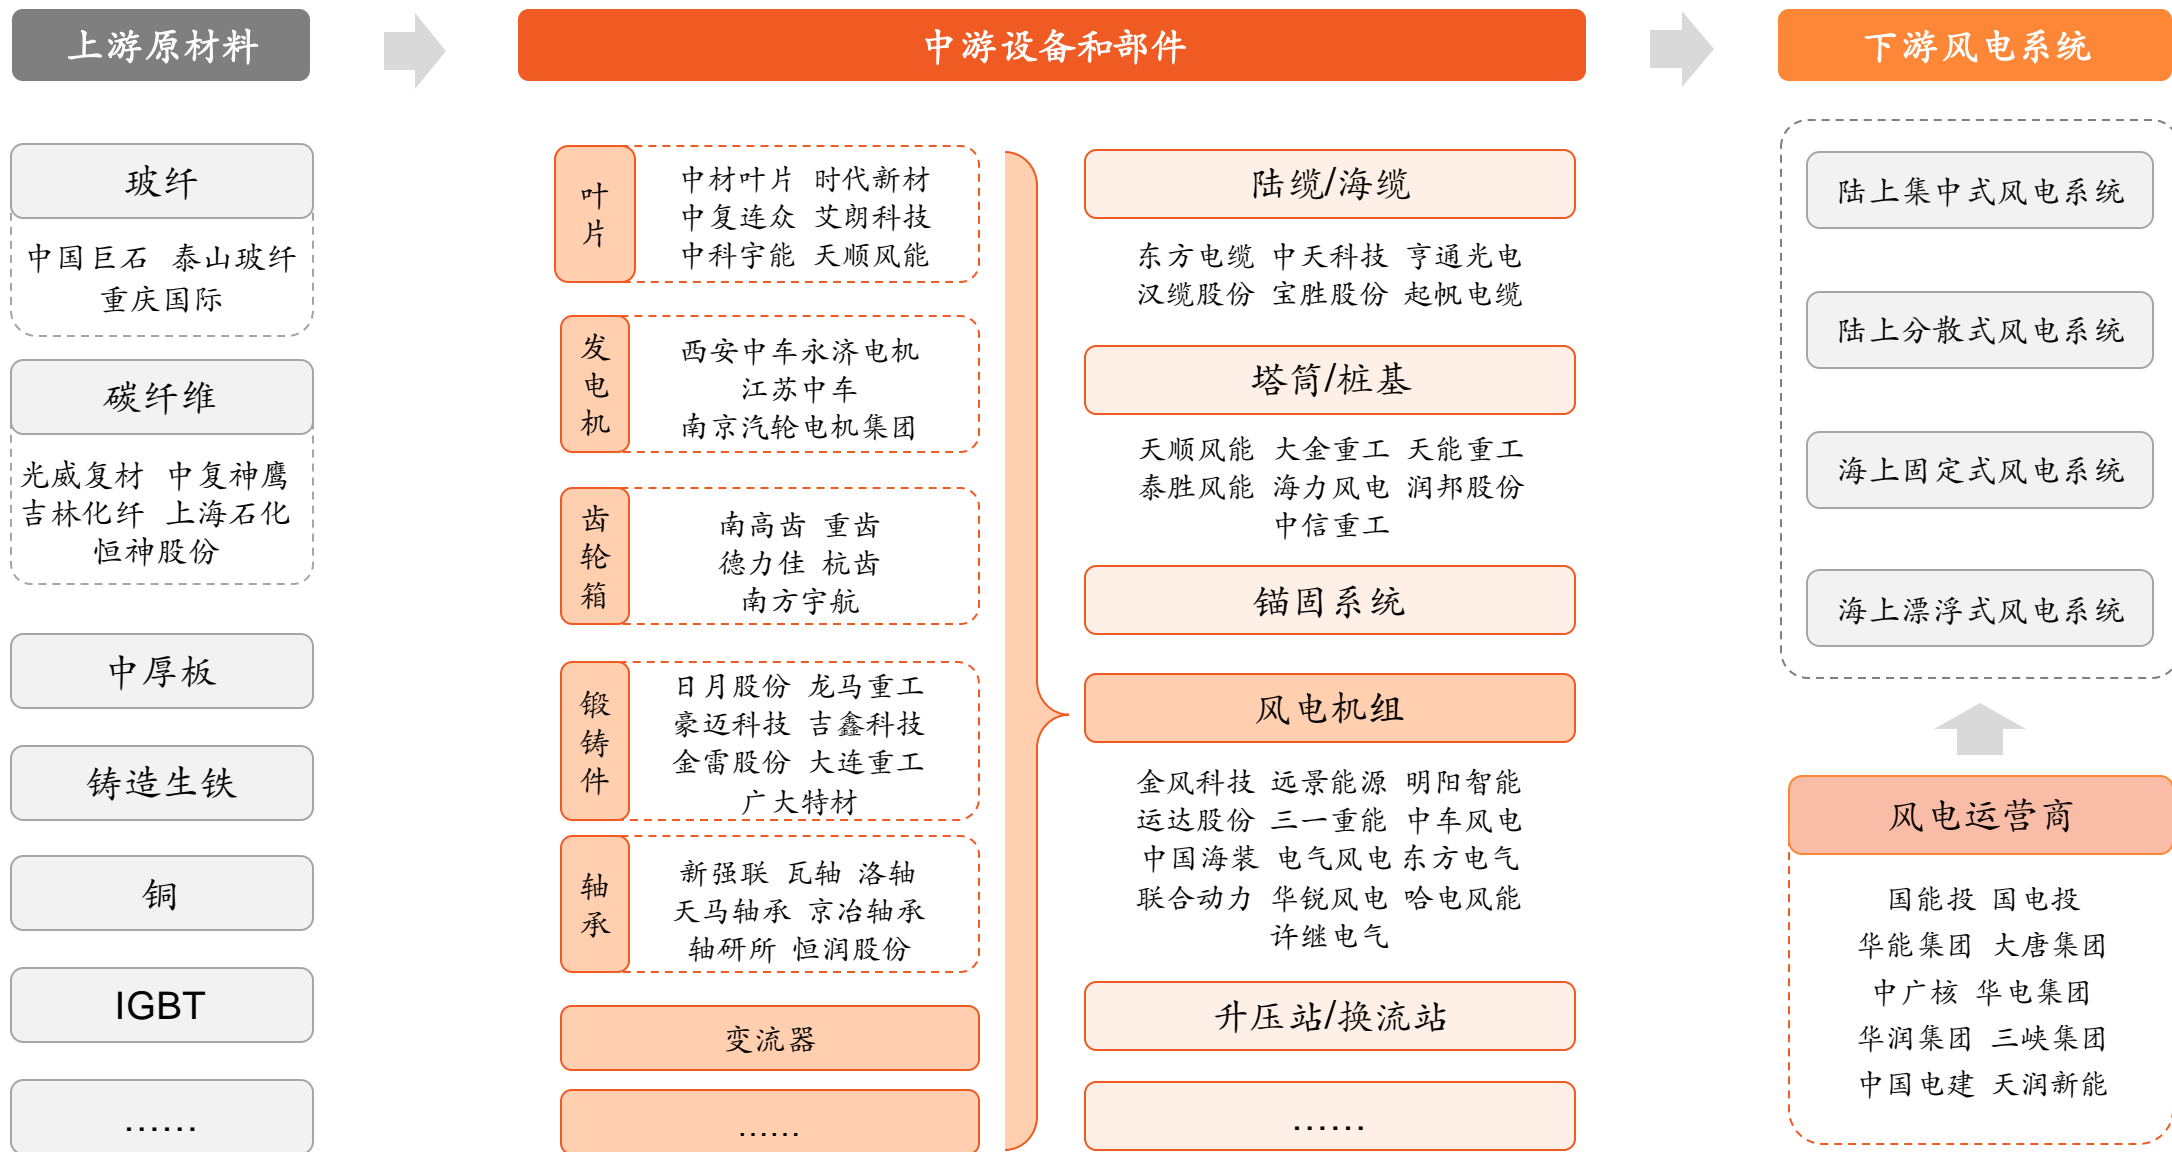 上游原材料
中游设备和部件
下游风电系统
玻纤
中国巨石 泰山玻纤
重庆国际
碳纤维
光威复材 中复神鹰
吉林化纤 上海石化
恒神股份
中厚板
铸造生铁
铜
IGBT
……
叶片
中材叶片 时代新材
中复连众 艾朗科技
中科宇能 天顺风能
发电机
西安中车永济电机
江苏中车
南京汽轮电机集团
齿轮箱
南高齿 重齿
德力佳 杭齿
南方宇航
锻铸件
日月股份 龙马重工
豪迈科技 吉鑫科技
金雷股份 大连重工
广大特材
轴承
新强联 瓦轴 洛轴
天马轴承 京冶轴承
轴研所 恒润股份
变流器
……
陆缆/海缆
东方电缆 中天科技 亨通光电
汉缆股份 宝胜股份 起帆电缆
塔筒/桩基
天顺风能 大金重工 天能重工
泰胜风能 海力风电 润邦股份
中信重工
锚固系统
风电机组
金风科技 远景能源 明阳智能
运达股份 三一重能 中车风电
中国海装 电气风电 东方电气
联合动力 华锐风电 哈电风能
许继电气
升压站/换流站
……
陆上集中式风电系统
陆上分散式风电系统
海上固定式风电系统
海上漂浮式风电系统
风电运营商
国能投 国电投
华能集团 大唐集团
中广核 华电集团
华润集团 三峡集团
中国电建 天润新能